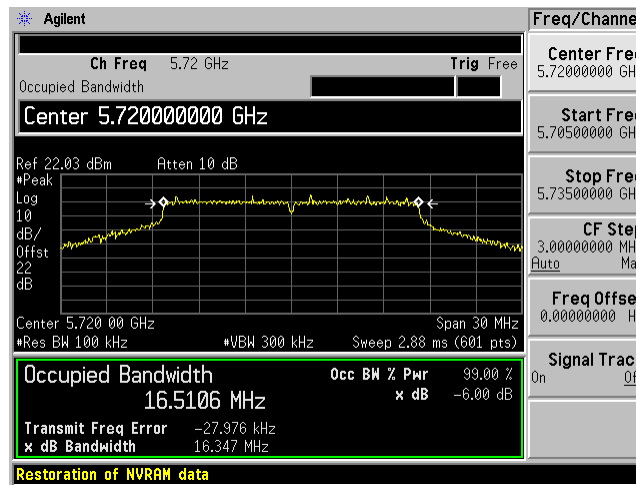 Agilent
Freq/Channe
Ch Freq 5.72 GHz Trig Free
Occupied Bandwidth
Center 5.720000000 GHz
Center Fre
5.72000000 GH
Start Fre
5.70500000 GH
Stop Fre
5.73500000 GH
CF Ste
3.00000000 MH
Auto Ma
Freq Offse
0.00000000 H
Signal Trac
On Of
Ref 22.03 dBm Atten 10 dB
#Peak
Log
10
dB/
Offst
22
dB
Center 5.720 00 GHz Span 30 MHz
#Res BW 100 kHz #VBW 300 kHz Sweep 2.88 ms (601 pts)
Occupied Bandwidth
16.5106 MHz
Occ BW % Pwr 99.00 %
x dB -6.00 dB
Transmit Freq Error -27.976 kHz
x dB Bandwidth 16.347 MHz
Restoration of NVRAM data